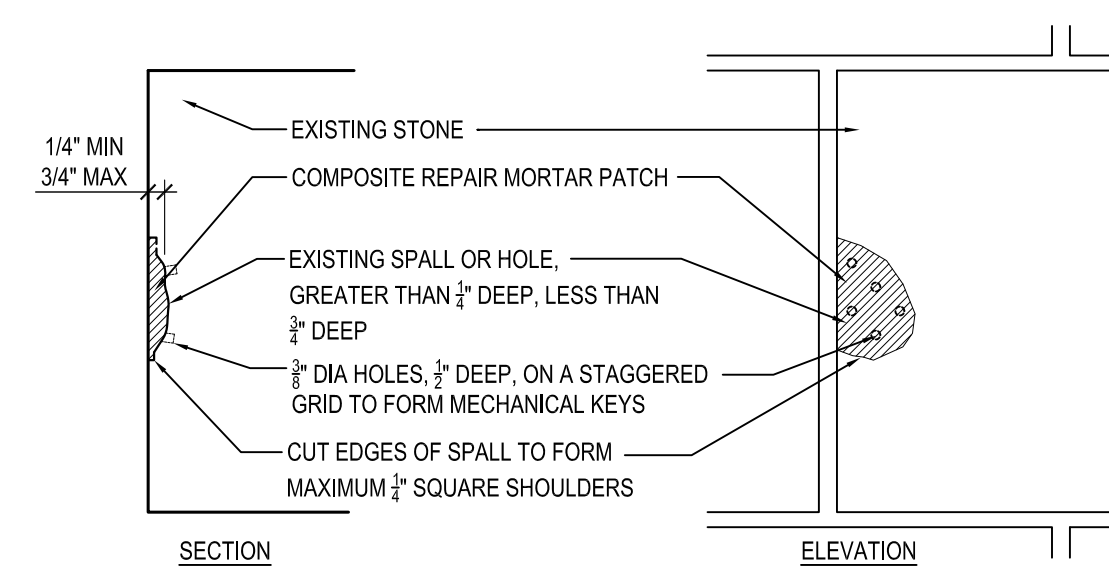 EXISTING STONE
1/4" MIN
3/4" MAX
COMPOSITE REPAIR MORTAR PATCH
EXISTING SPALL OR HOLE,
GREATER THAN 1/4" DEEP, LESS THAN
3/4" DEEP
3/8" DIA HOLES, 1/2" DEEP, ON A STAGGERED
GRID TO FORM MECHANICAL KEYS
CUT EDGES OF SPALL TO FORM
MAXIMUM 1/4" SQUARE SHOULDERS
SECTION
ELEVATION